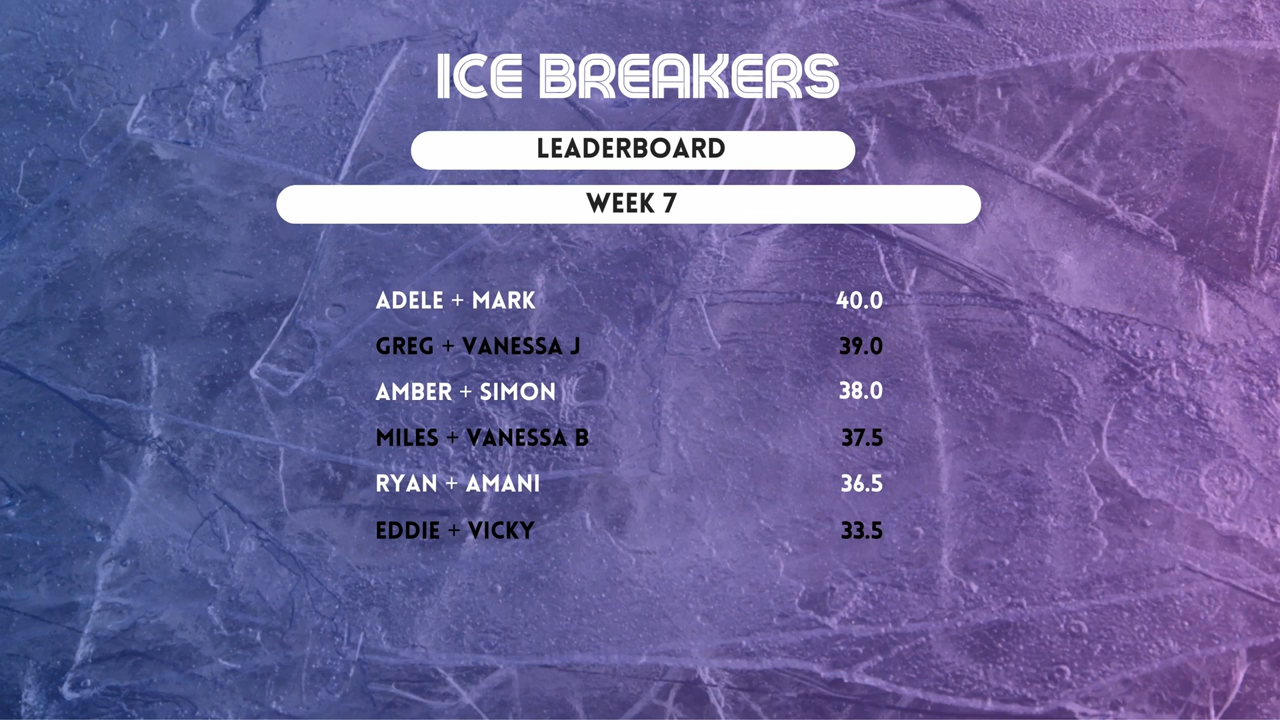 ICE BREAKERS
LEADERBOARD
WEEK 7
ADELE + MARK 40.0
GREG + VANESSA J 39.0
AMBER + SIMON 38.0
MILES + VANESSA B 37.5
RYAN + AMANI 36.5
EDDIE + VICKY 33.5